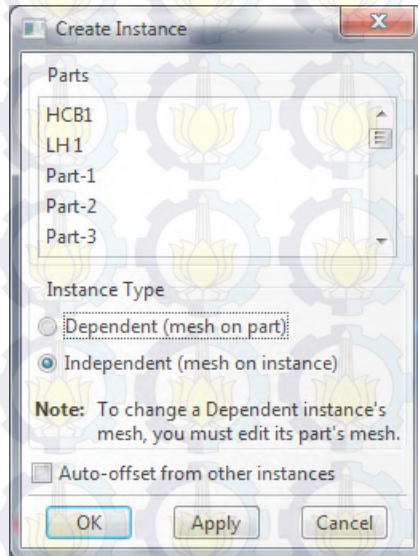 Create Instance
Parts
HCB1
LH 1
Part-1
Part-2
Part-3
Instance Type
Dependent (mesh on part)
Independent (mesh on instance)
Note: To change a Dependent instance's
mesh, you must edit its part's mesh.
Auto-offset from other instances
OK Apply Cancel